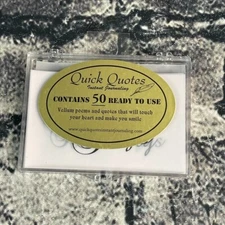 Quick Quotes
Instant Journaling
CONTAINS 50 READY TO USE
Vellum poems and quotes that will touch
your heart and make you smile